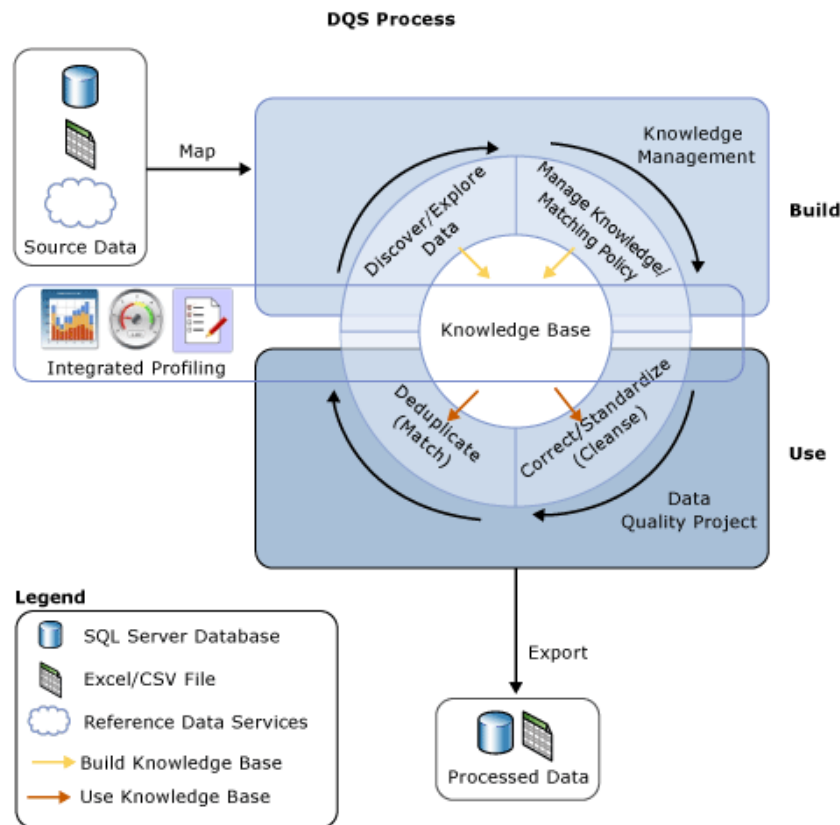 DQS Process
Map
Source Data
Knowledge
Management
Build
Discover/Explore
Data
Manage Knowledge/
Matching Policy
Knowledge Base
Integrated Profiling
Deduplicate
(Match)
Correct/Standardize
(Cleanse)
Use
Data
Quality Project
Export
Processed Data
Legend
SQL Server Database
Excel/CSV File
Reference Data Services
Build Knowledge Base
Use Knowledge Base